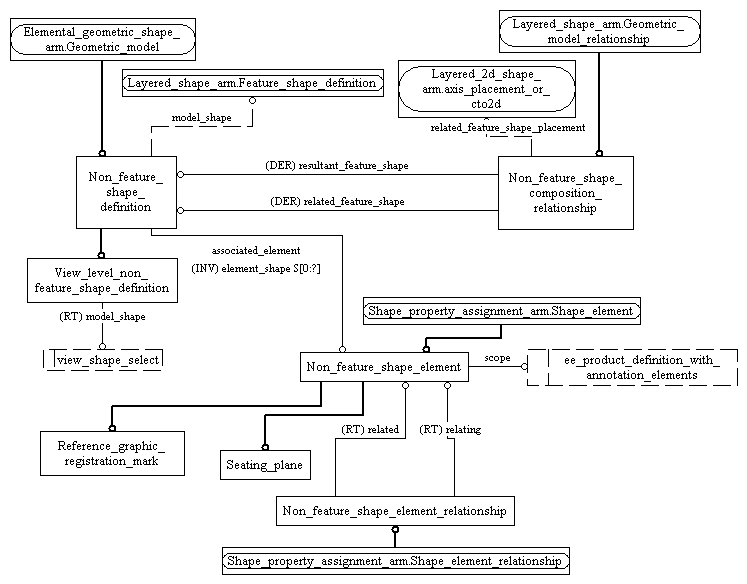 Elemental_geometric_shape_
arm.Geometric_model
Layered_shape_arm.Geometric_
model_relationship
Layered_shape_arm.Feature_shape_definition
Layered_2d_shape_
arm.axis_placement_or_
cto2d
model_shape
related_feature_shape_placement
Non_feature_
shape_
definition
(DER) resultant_feature_shape
(DER) related_feature_shape
Non_feature_shape_
composition_
relationship
associated_element
(INV) element_shape S[0:?]
View_level_non_
feature_shape_definition
(RT) model_shape
view_shape_select
Shape_property_assignment_arm.Shape_element
Non_feature_shape_element
scope
ee_product_definition_with_
annotation_elements
(RT) related
(RT) relating
Reference_graphic_
registration_mark
Seating_plane
Non_feature_shape_element_relationship
Shape_property_assignment_arm.Shape_element_relationship